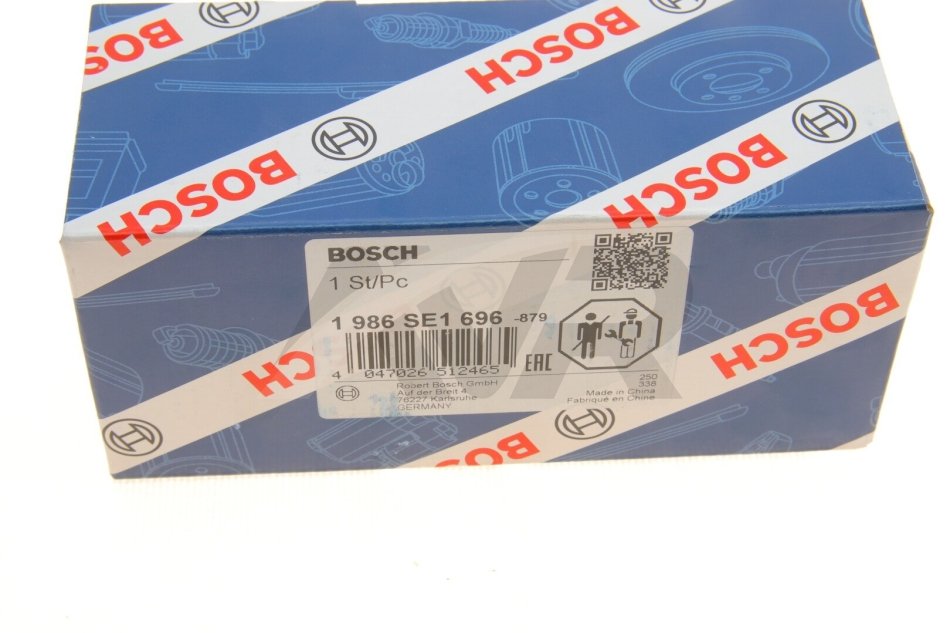 BOSCH
BOSCH
BOSCH
BOSCH
BOSCH
1 St/Pc
1 986 SE1 696 -879
4 047026 512465
EAC
Robert Bosch GmbH
Auf der Breit 4
76227 Karlsruhe
GERMANY
250
338
Made in China
Fabriqué en Chine
BOSCH
BOSCH
BOSCH